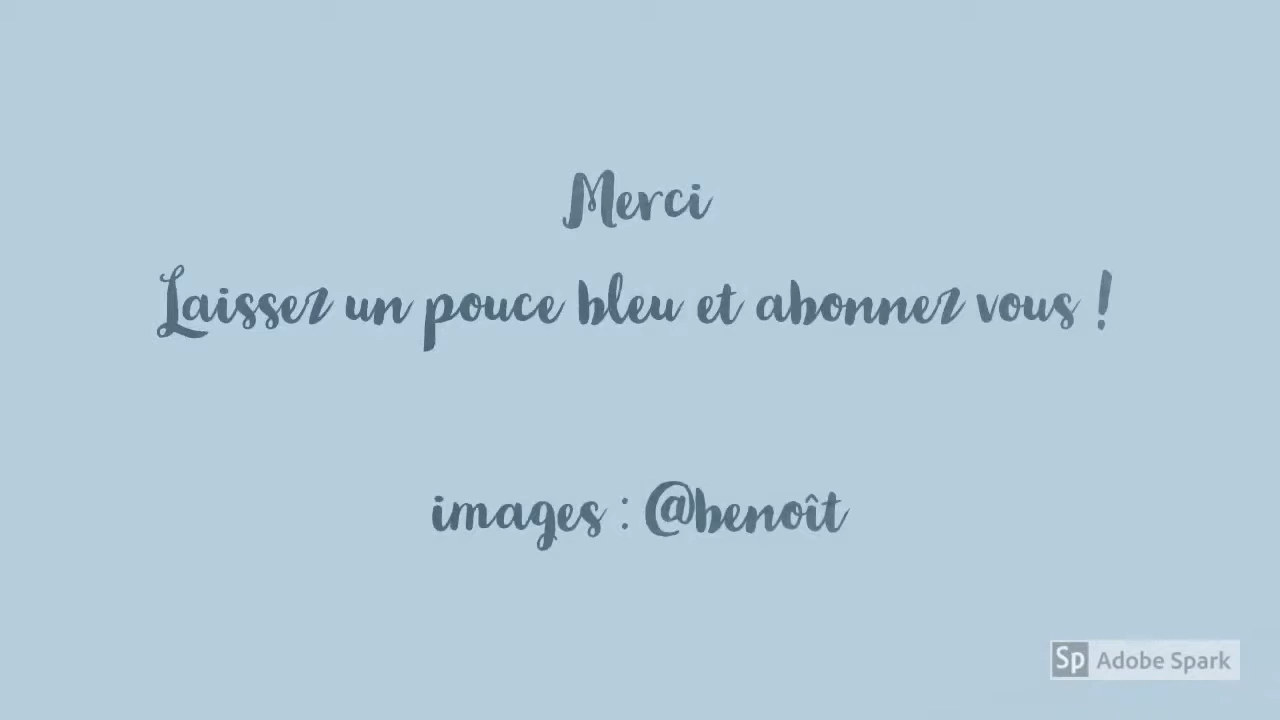 Merci
Laissez un pouce bleu et abonnez vous !
images : @benoît
Sp Adobe Spark